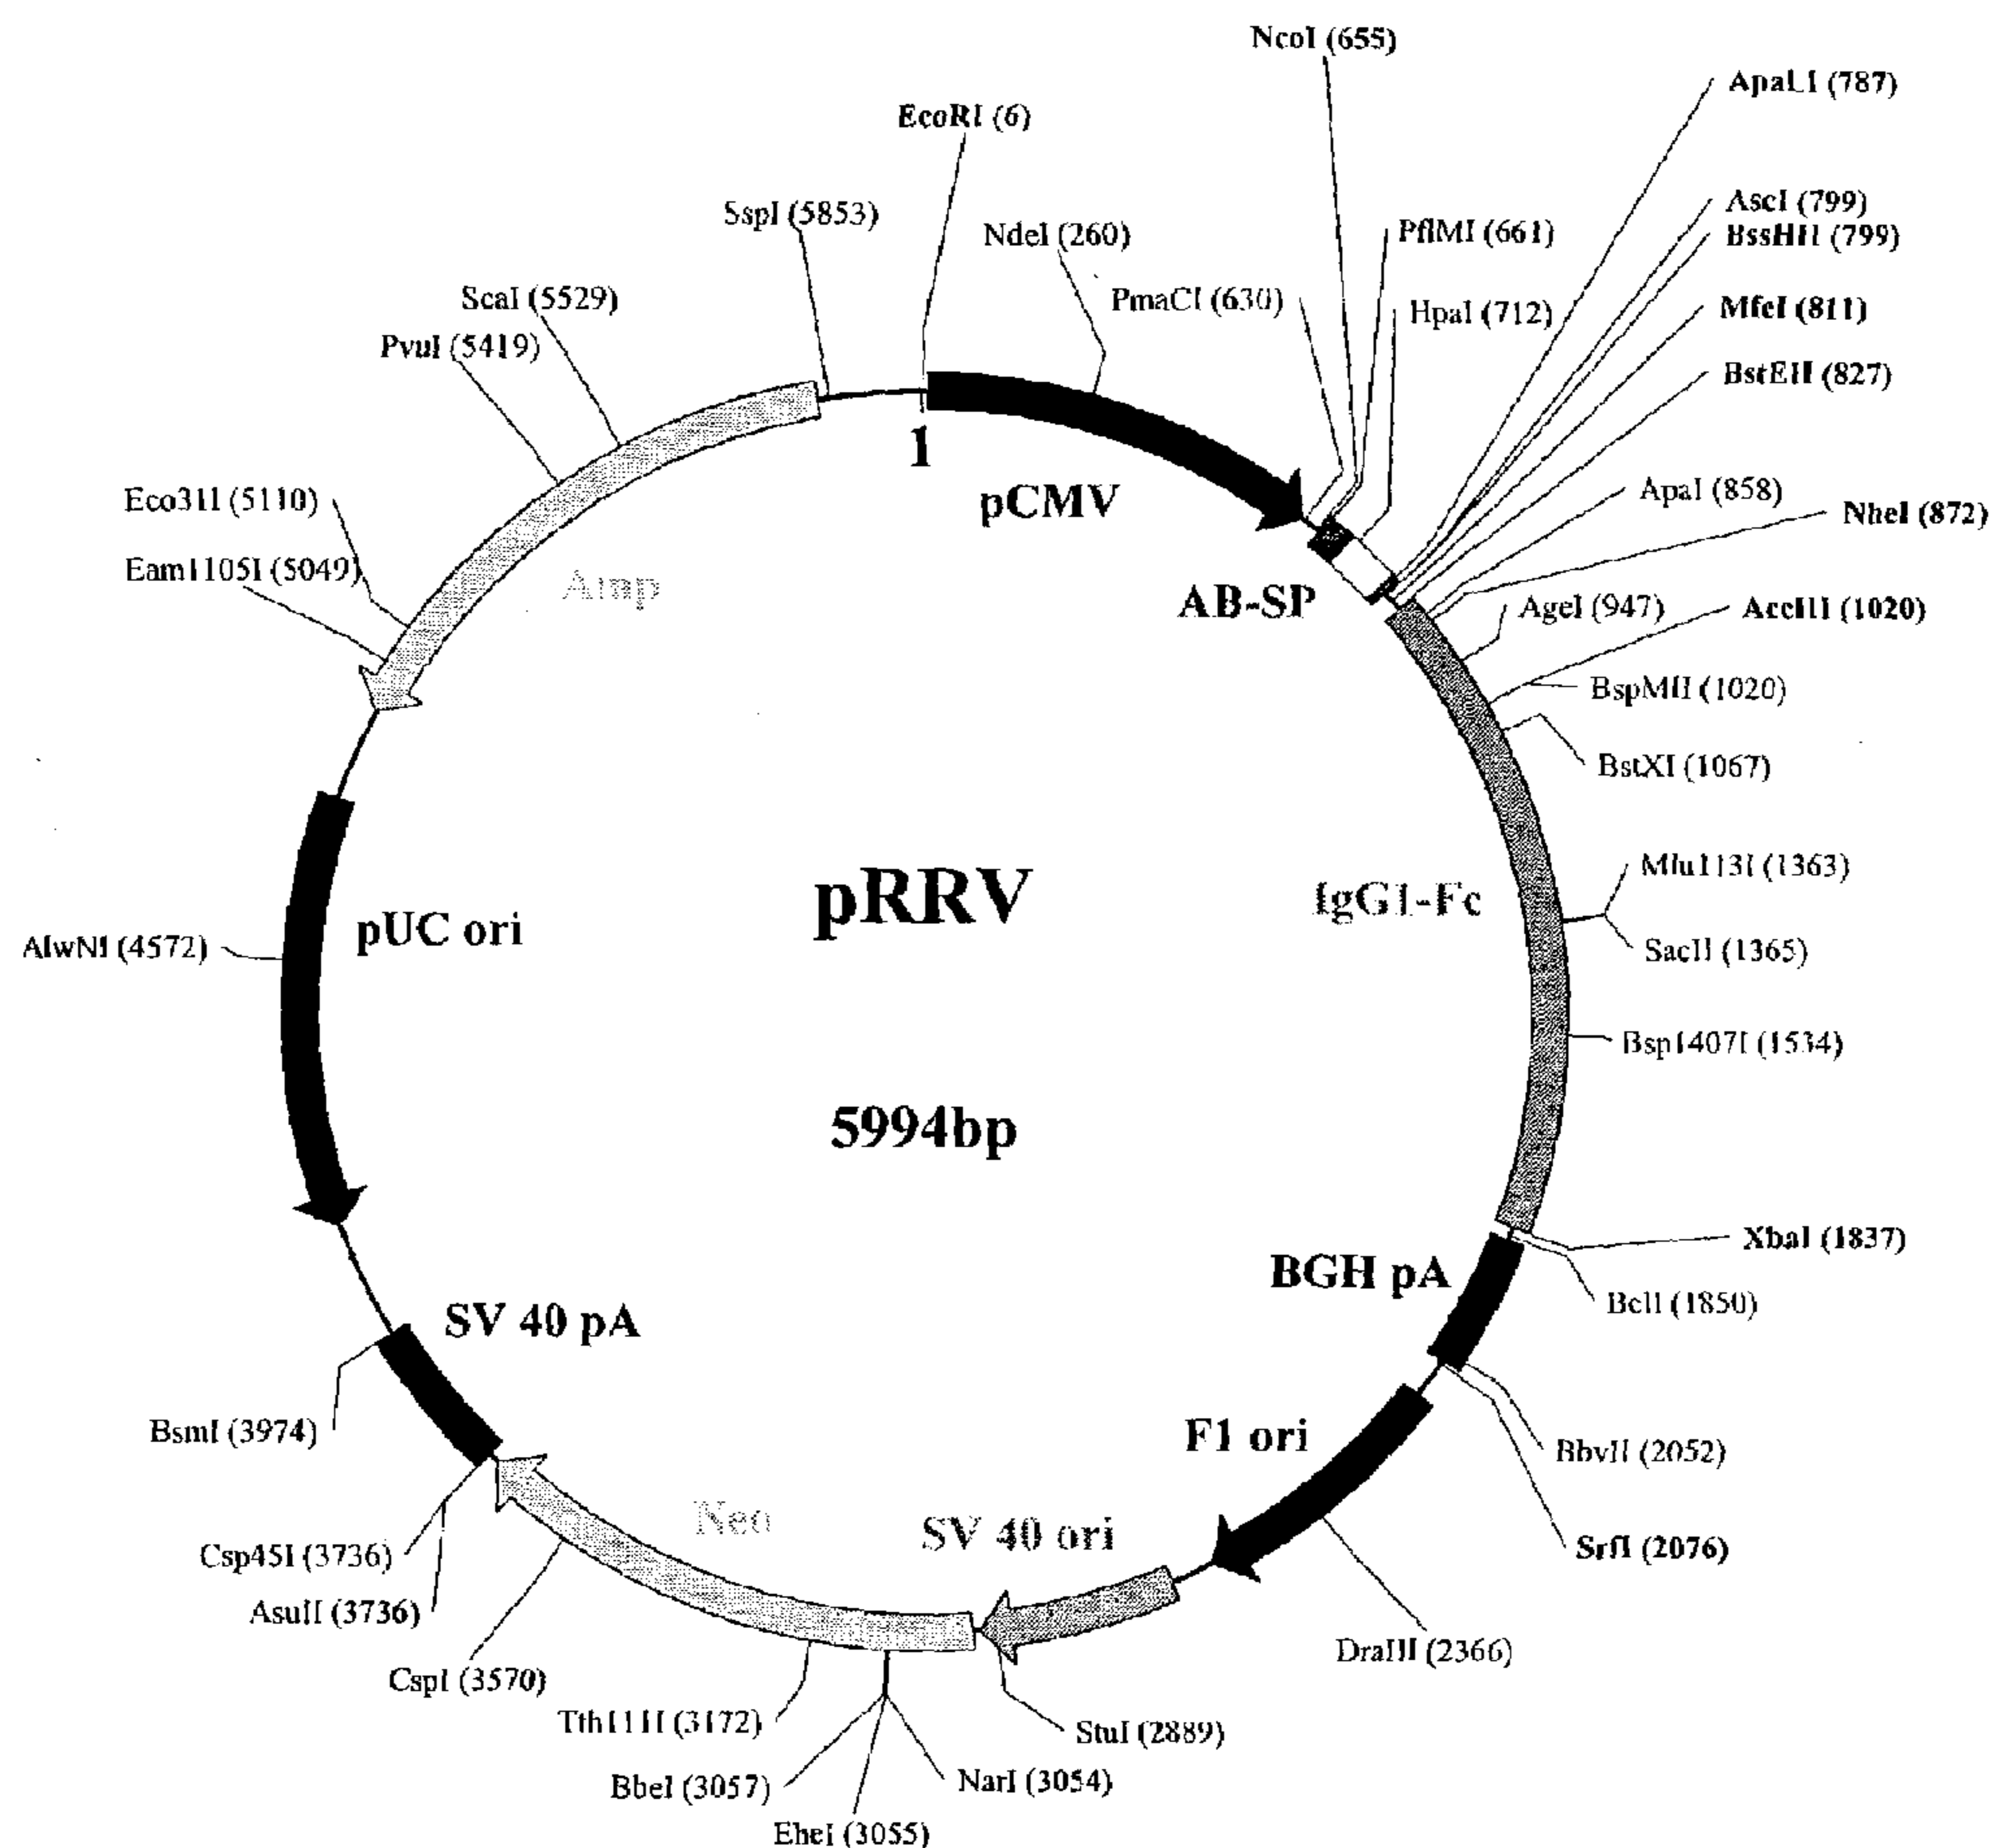 NcoI (655)
ApaLI (787)
EcoRI (6)
AscI (799)
SspI (5853)
NdeI (260)
PflMI (661)
BssHII (799)
ScaI (5529)
PmaCI (630)
HpaI (712)
MfeI (811)
PvuI (5419)
BstEII (827)
1
pCMV
Eco31I (5110)
ApaI (858)
NheI (872)
Eam1105I (5049)
Amp
AB-SP
AgeI (947)
AccIII (1020)
BspMII (1020)
BstXI (1067)
pRRV
Mlu113I (1363)
IgG1-Fc
pUC ori
AlwNI (4572)
SacII (1365)
Bsp1407I (1534)
5994bp
XbaI (1837)
BGH pA
BclI (1850)
SV 40 pA
BsmI (3974)
F1 ori
BbvII (2052)
Neo
SV 40 ori
Csp45I (3736)
SrfI (2076)
AsuII (3736)
DraIII (2366)
CspI (3570)
Tth111I (3172)
StuI (2889)
BbeI (3057)
NarI (3054)
EheI (3055)